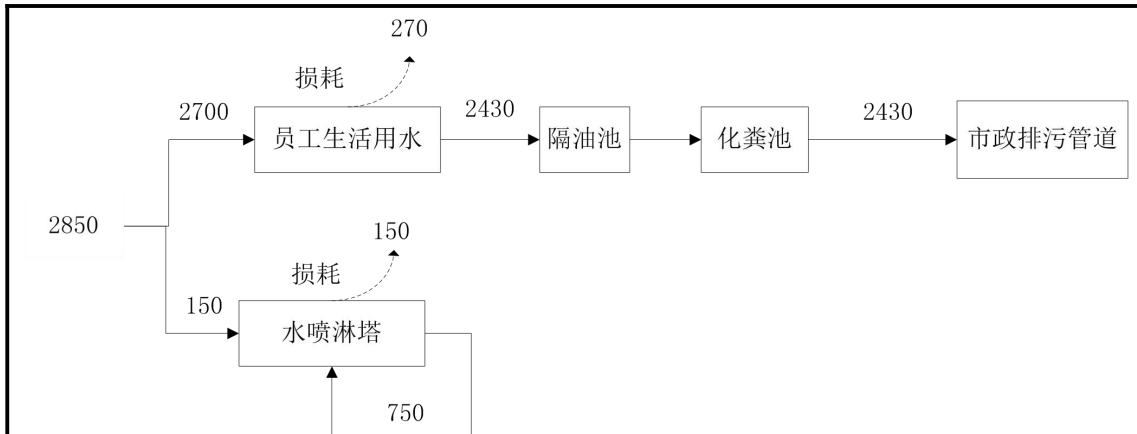 270
损耗
2700
员工生活用水
2430
隔油池
化粪池
2430
市政排污管道
2850
150
损耗
150
水喷淋塔
750